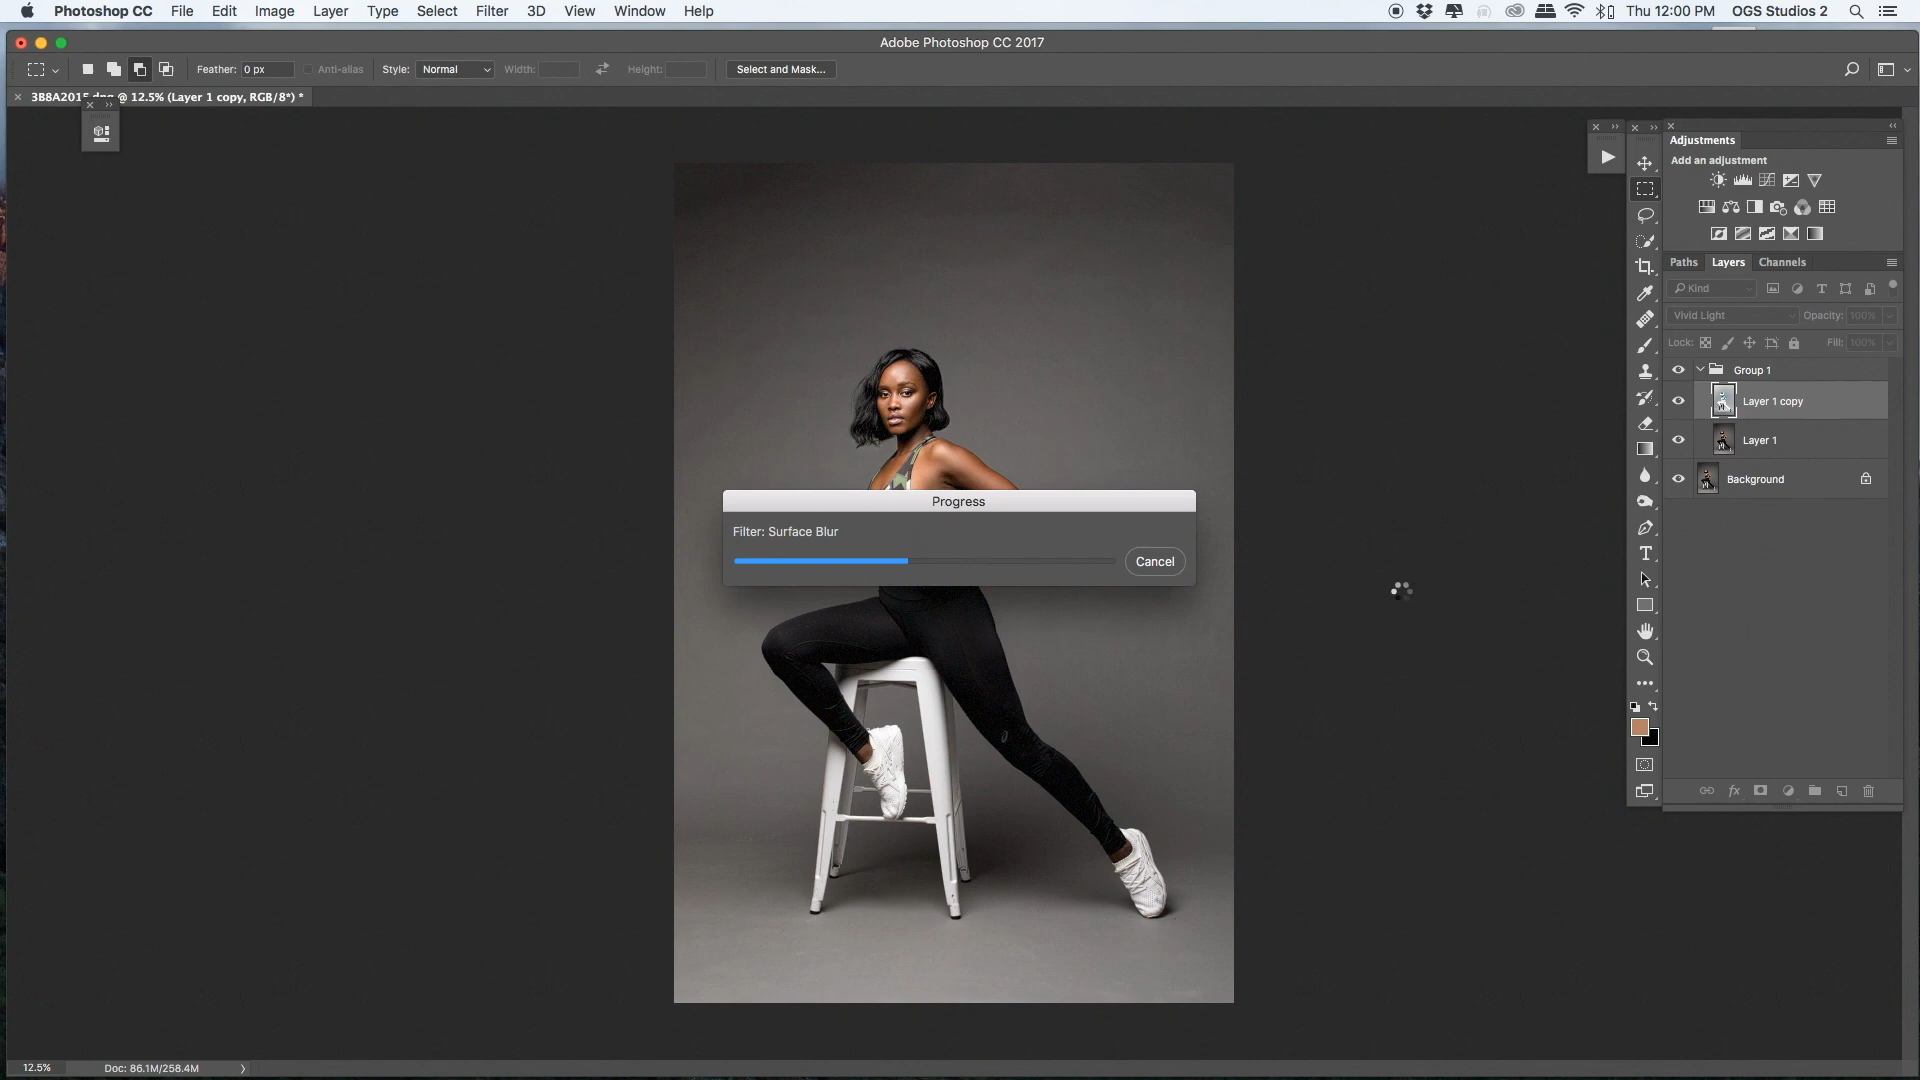 Photoshop CC File Edit Image Layer Type Select Filter 3D View Window Help Thu 12:00 PM OGS Studios 2
Adobe Photoshop CC 2017
Feather: 0 px Anti-alias Style: Normal Width: Height: Select and Mask...
3B8A2015.dng @ 12.5% (Layer 1 copy, RGB/8*) *
Adjustments
Add an adjustment
Paths Layers Channels
Kind
Vivid Light Opacity: 100%
Lock: Fill: 100%
Group 1
Layer 1 copy
Layer 1
Background
Progress
Filter: Surface Blur
Cancel
fx
12.5% Doc: 86.1M/258.4M